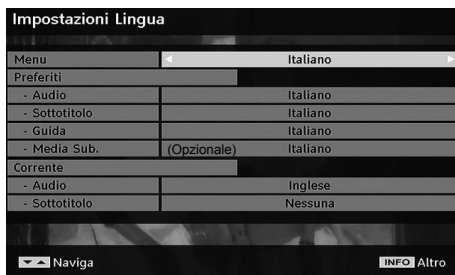 Impostazioni Lingua
Menu Italiano
Preferiti
- Audio Italiano
- Sottotitolo Italiano
- Guida Italiano
- Media Sub. (Opzionale) Italiano
Corrente
- Audio Inglese
- Sottotitolo Nessuna
Naviga INFO Altro